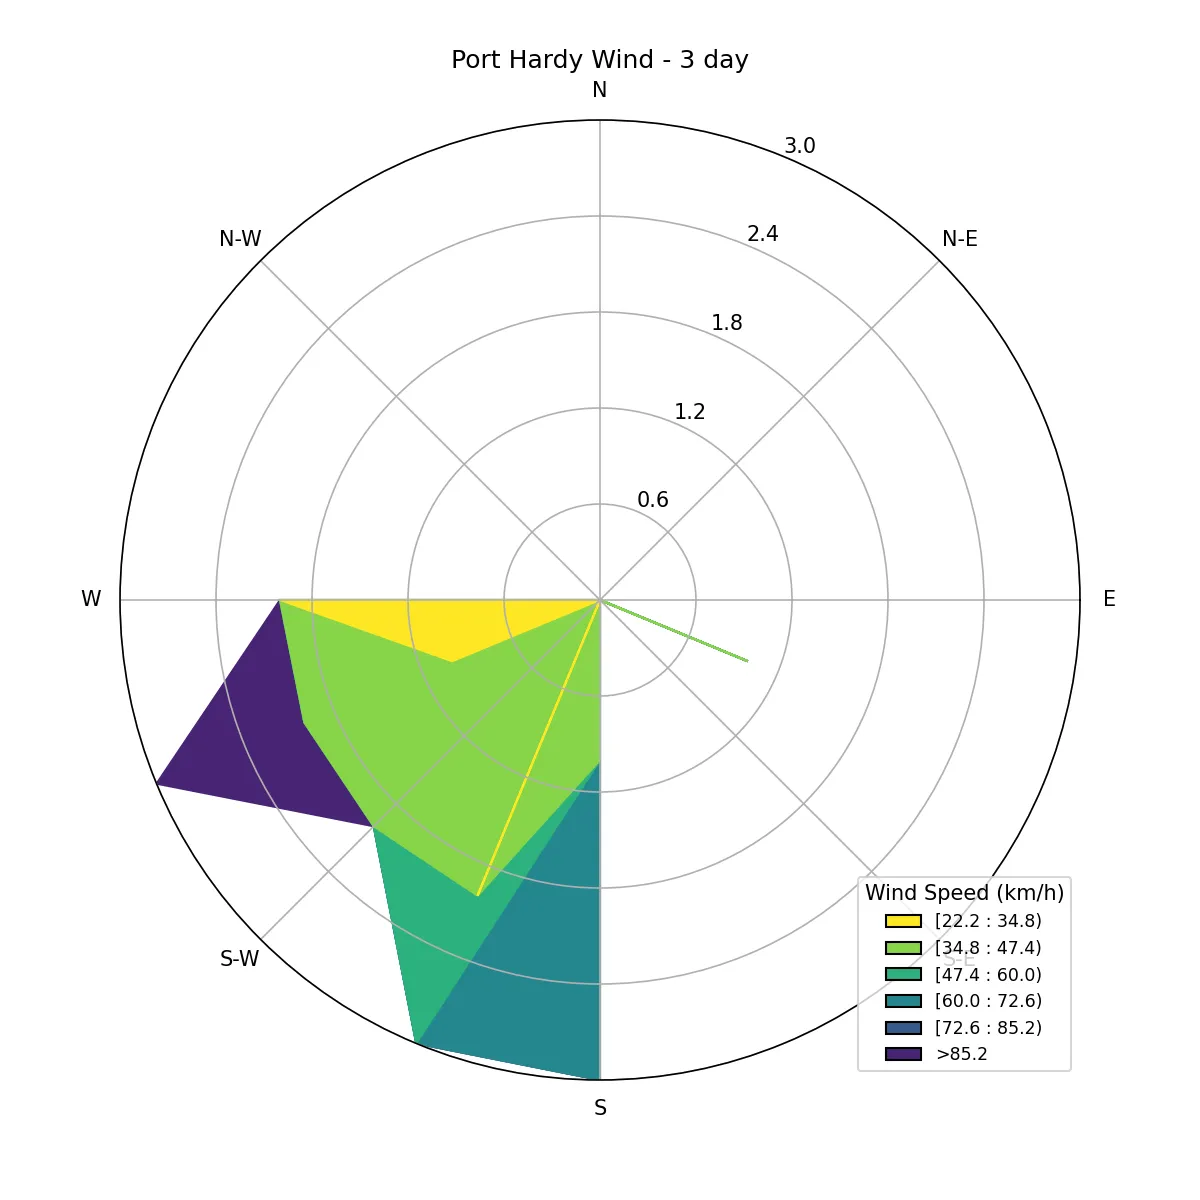 Port Hardy Wind - 3 day
N
3.0
N-W
2.4
N-E
1.8
1.2
0.6
W
E
S-W
S-E
S
Wind Speed (km/h)
[22.2 : 34.8)
[34.8 : 47.4)
[47.4 : 60.0)
[60.0 : 72.6)
[72.6 : 85.2)
>85.2